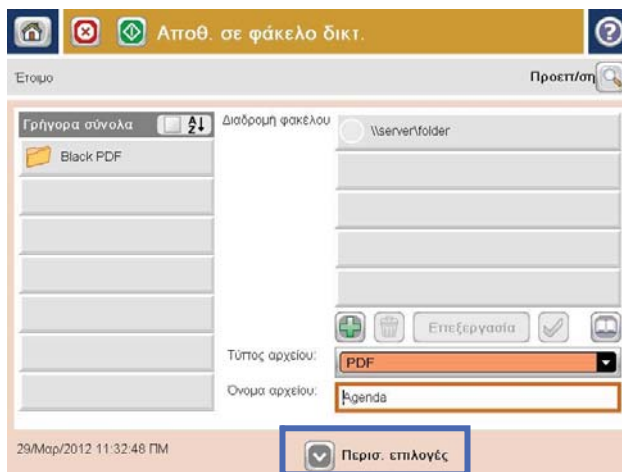 Αποθ. σε φάκελο δικτ.
Έτοιμο
Προεπ/ση
Γρήγορα σύνολα
Διαδρομή φακέλου
\\server\folder
Black PDF
Επεξεργασία
Τύπος αρχείου:
PDF
Όνομα αρχείου:
Agenda
29/Μαρ/2012 11:32:48 ΠΜ
Περισ. επιλογές